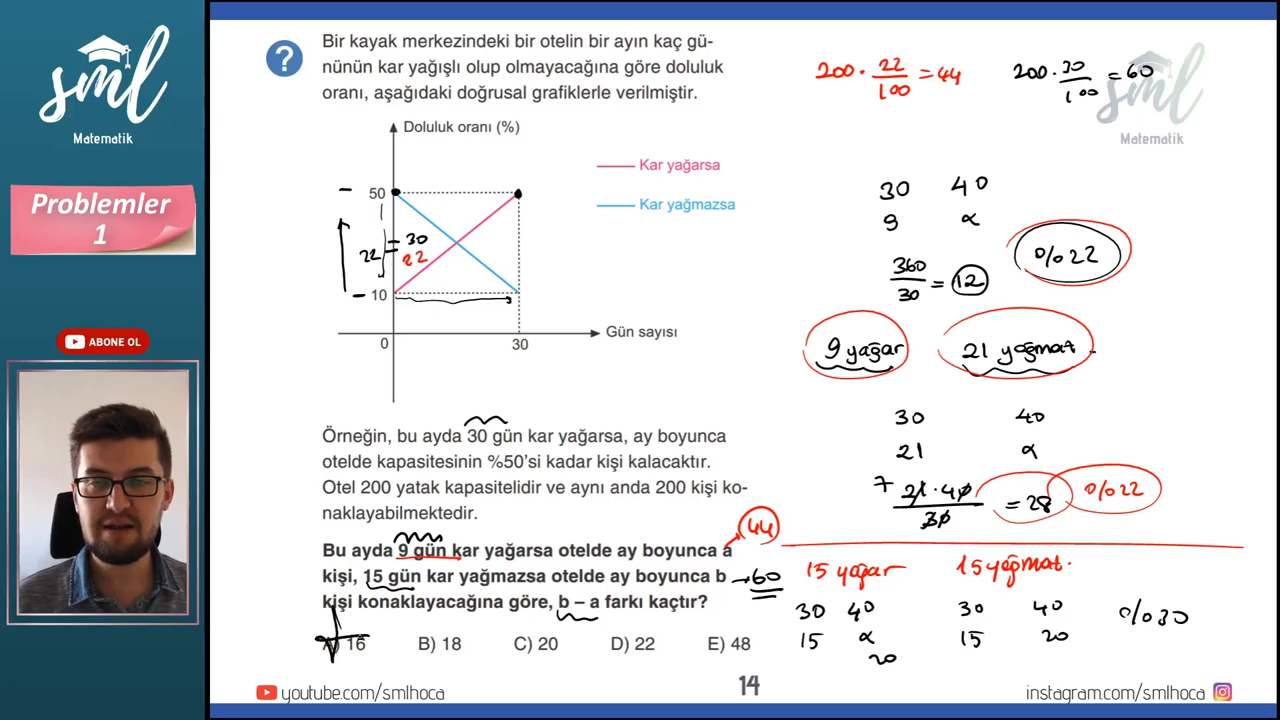 sml
Matematik
Problemler
1
ABONE OL
?
Bir kayak merkezindeki bir otelin bir ayın kaç gü-
nünün kar yağışlı olup olmayacağına göre doluluk
oranı, aşağıdaki doğrusal grafiklerle verilmiştir.
Doluluk oranı (%)
Kar yağarsa
Kar yağmazsa
50
30
22
22
10
0
30
Gün sayısı
Örneğin, bu ayda 30 gün kar yağarsa, ay boyunca
otelde kapasitesinin %50'si kadar kişi kalacaktır.
Otel 200 yatak kapasitelidir ve aynı anda 200 kişi ko-
naklayabilmektedir.
Bu ayda 9 gün kar yağarsa otelde ay boyunca a
kişi, 15 gün kar yağmazsa otelde ay boyunca b
kişi konaklayacağına göre, b – a farkı kaçtır?
44
60
A) 16 B) 18 C) 20 D) 22 E) 48
200 · 22/100 = 44
200 · 30/100 = 60
sml
Matematik
30 40
9 α
360/30 = 12
%22
9 yağar 21 yağmaz
30 40
21 α
7
21·40/30 = 28
%22
15 yağar 15 yağmaz.
30 40 30 40 %30
15 α 15 20
20
youtube.com/smlhoca
14
instagram.com/smlhoca